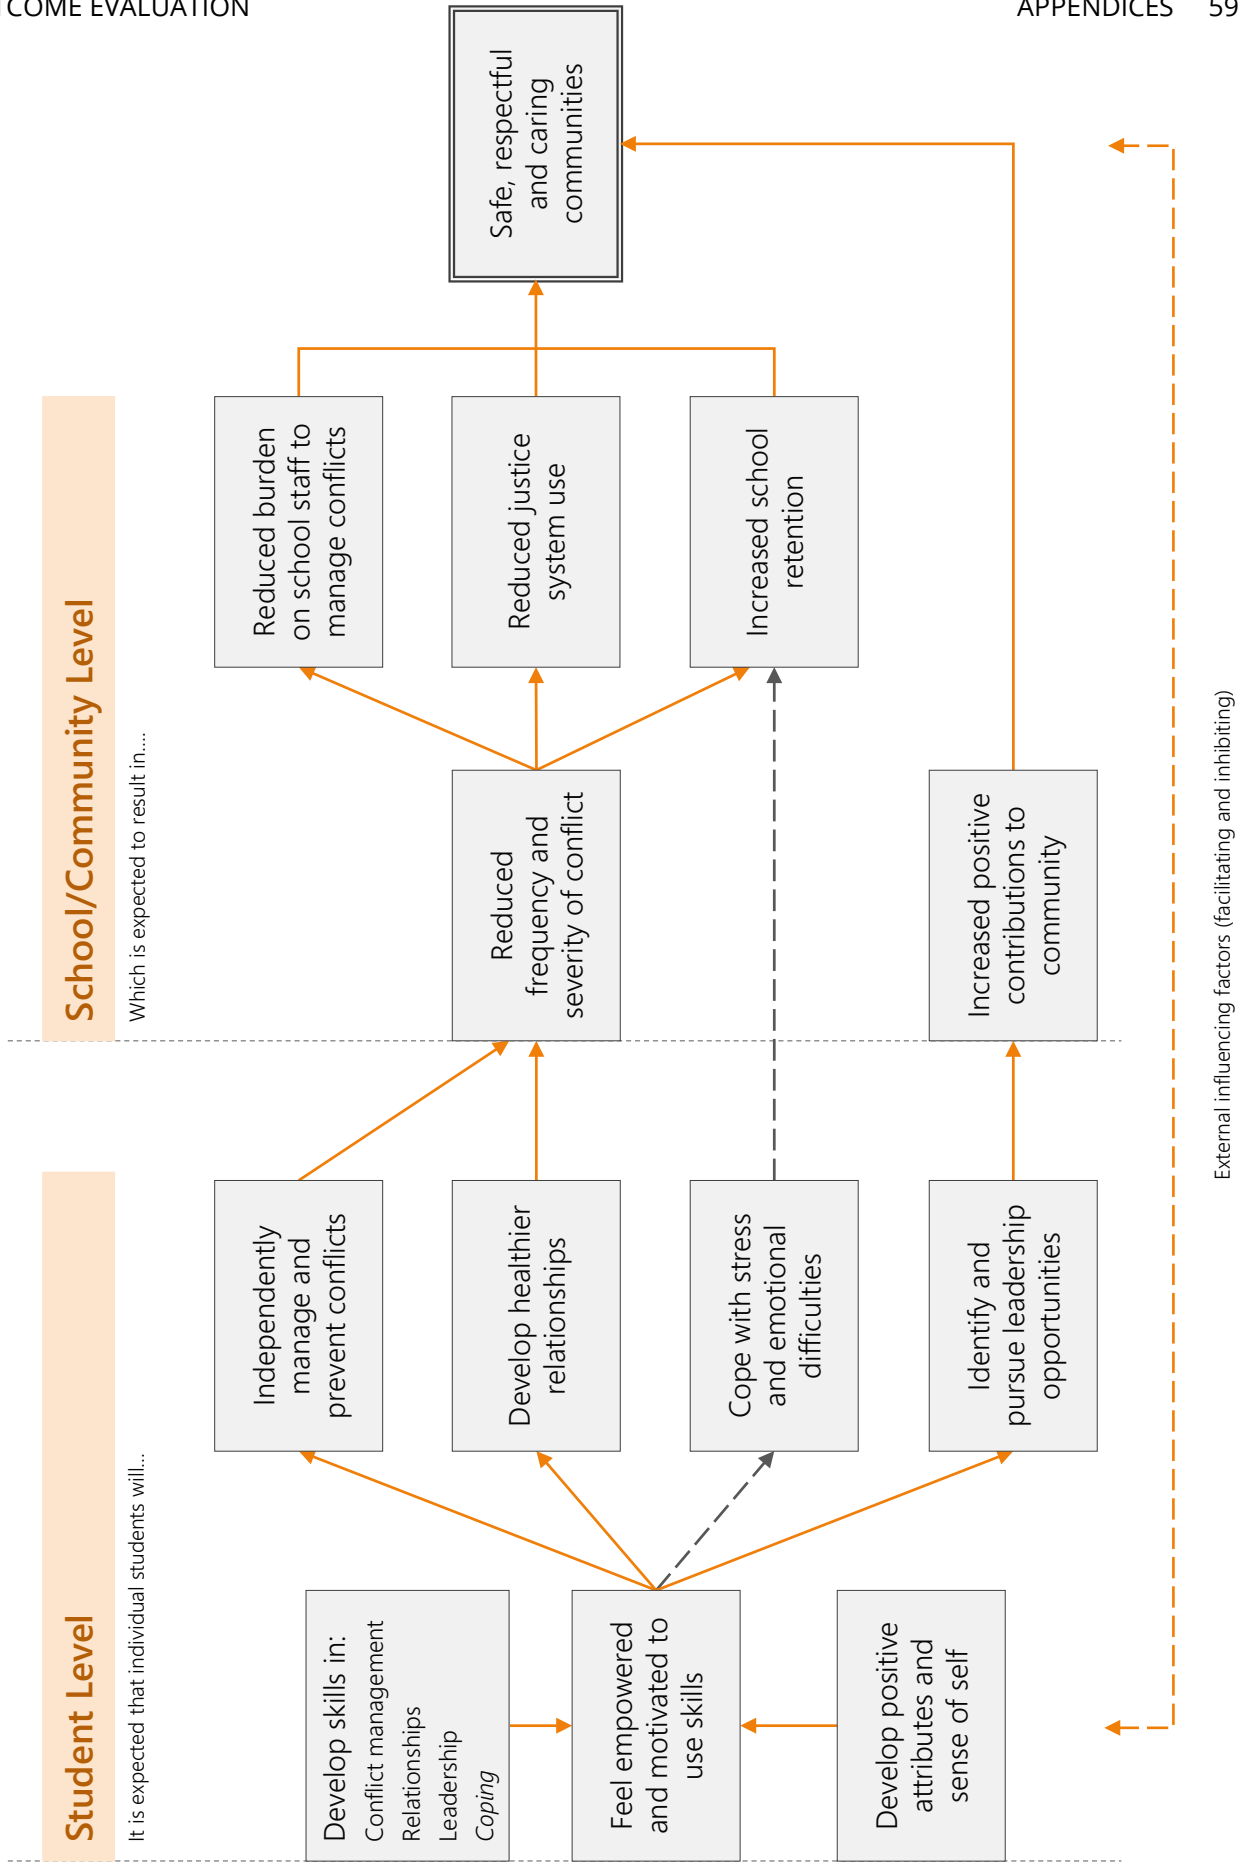 TCOME EVALUATION
APPENDICES 59
Student Level
It is expected that individual students will...
Develop skills in:
Conflict management
Relationships
Leadership
Coping
Feel empowered
and motivated to
use skills
Develop positive
attributes and
sense of self
Independently
manage and
prevent conflicts
Develop healthier
relationships
Cope with stress
and emotional
difficulties
Identify and
pursue leadership
opportunities
School/Community Level
Which is expected to result in....
Reduced
frequency and
severity of conflict
Increased positive
contributions to
community
Reduced burden
on school staff to
manage conflicts
Reduced justice
system use
Increased school
retention
Safe, respectful
and caring
communities
External influencing factors (facilitating and inhibiting)